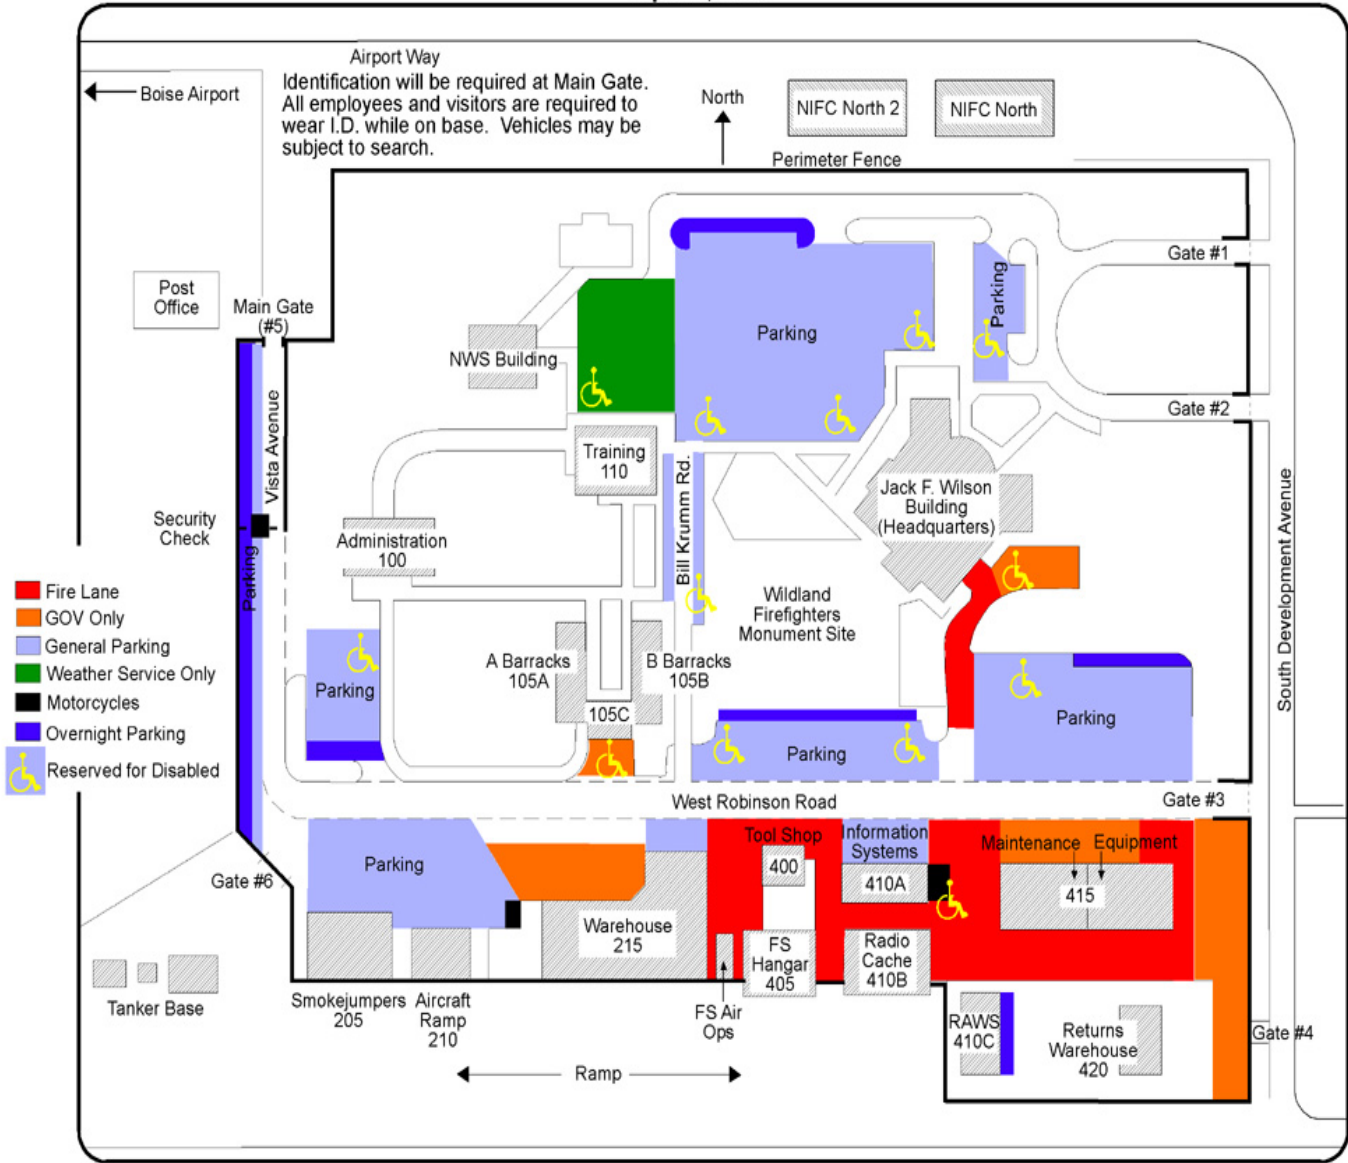 Airport Way
Identification will be required at Main Gate.
All employees and visitors are required to
wear I.D. while on base. Vehicles may be
subject to search.
Boise Airport
North
NIFC North 2
NIFC North
Perimeter Fence
Gate #1
Post
Office
Main Gate
(#5)
Parking
Parking
NWS Building
Gate #2
Vista Avenue
Training
110
Bill Krumm Rd.
Jack F. Wilson
Building
(Headquarters)
South Development Avenue
Security
Check
Administration
100
Parking
Fire Lane
GOV Only
General Parking
Weather Service Only
Motorcycles
Overnight Parking
Reserved for Disabled
Wildland
Firefighters
Monument Site
A Barracks
105A
B Barracks
105B
Parking
105C
Parking
Parking
West Robinson Road
Gate #3
Parking
Tool Shop
400
Information
Systems
410A
Maintenance
Equipment
415
Gate #6
Warehouse
215
FS
Hangar
405
Radio
Cache
410B
Tanker Base
Smokejumpers
205
Aircraft
Ramp
210
FS Air
Ops
RAWS
410C
Returns
Warehouse
420
Gate #4
Ramp